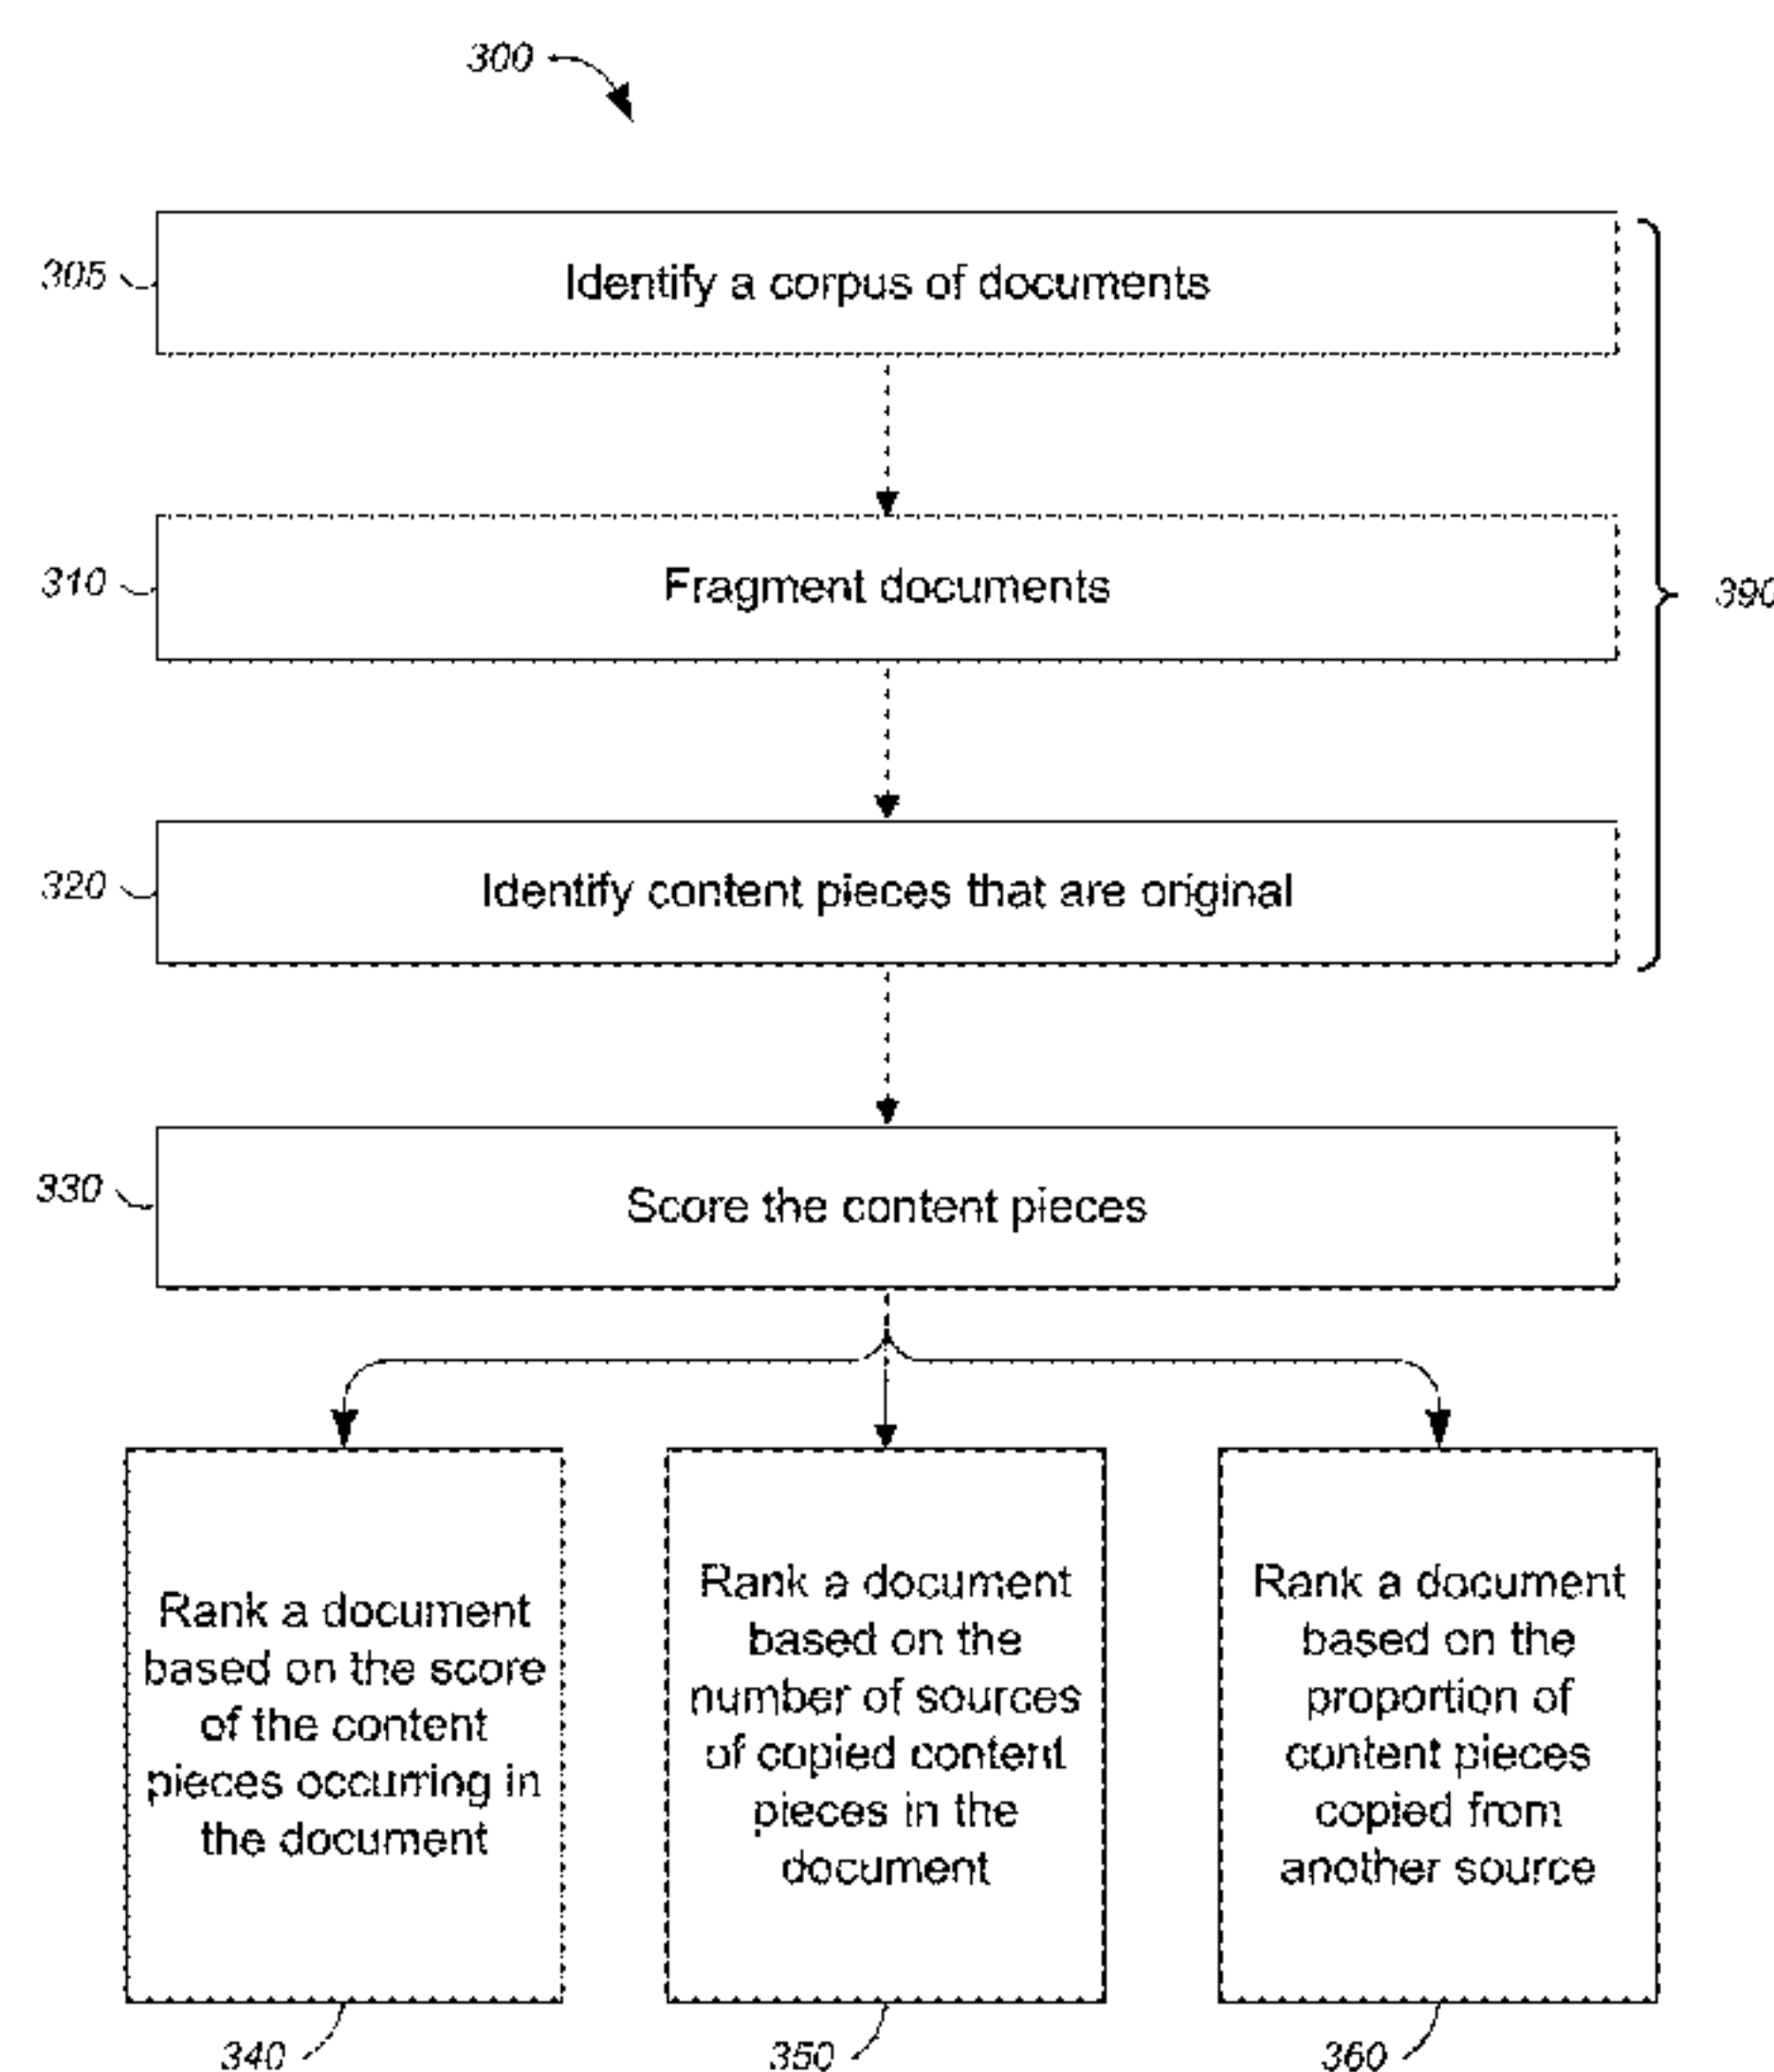 300
305
Identify a corpus of documents
310
Fragment documents
390
320
Identify content pieces that are original
330
Score the content pieces
Rank a document
based on the score
of the content
pieces occurring in
the document
Rank a document
based on the
number of sources
of copied content
pieces in the
document
Rank a document
based on the
proportion of
content pieces
copied from
another source
340
350
360